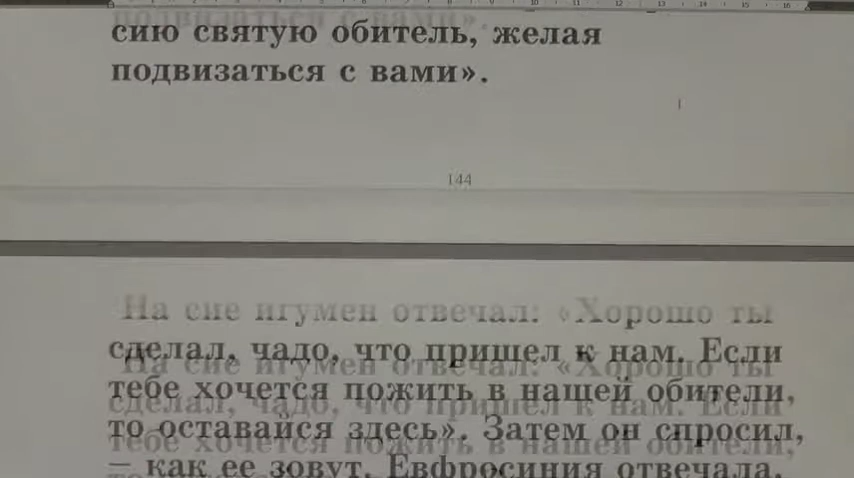 сию святую обитель, желая
подвизаться с вами».
144
На сие игумен отвечал: «Хорошо ты
сделал, чадо, что пришел к нам. Если
тебе хочется пожить в нашей обители,
то оставайся здесь». Затем он спросил,
– как ее зовут. Евфросиния отвечала,